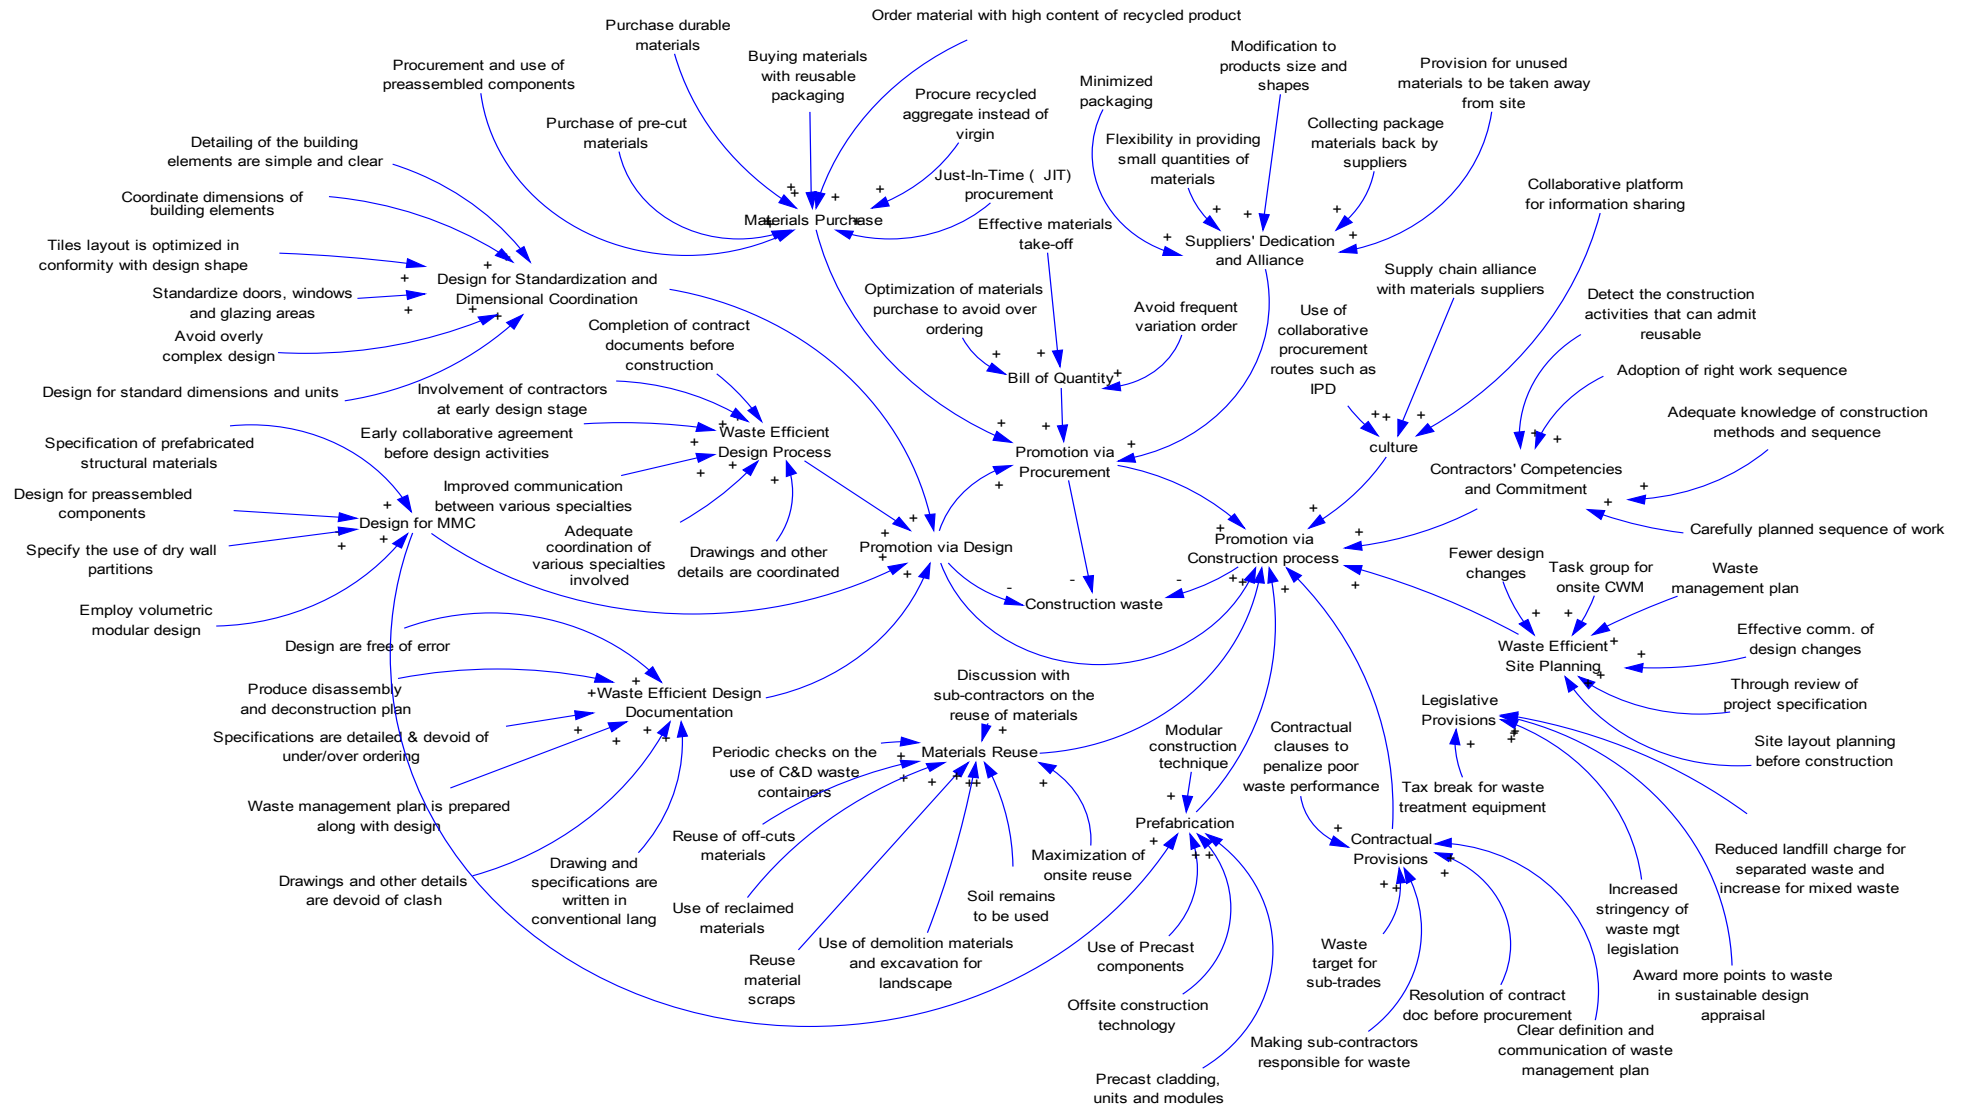 Order material with high content of recycled product
Purchase durable
materials
Buying materials
with reusable
packaging
Procurement and use of
preassembled components
Procure recycled
aggregate instead of
virgin
Purchase of pre-cut
materials
Just-In-Time ( JIT)
procurement
Materials Purchase
Modification to
products size and
shapes
Minimized
packaging
Provision for unused
materials to be taken away
from site
Flexibility in providing
small quantities of
materials
Collecting package
materials back by
suppliers
Suppliers' Dedication
and Alliance
Collaborative platform
for information sharing
Detailing of the building
elements are simple and clear
Coordinate dimensions of
building elements
Tiles layout is optimized in
conformity with design shape
Standardize doors, windows
and glazing areas
Avoid overly
complex design
Design for standard dimensions and units
Design for Standardization and
Dimensional Coordination
Effective materials
take-off
Optimization of materials
purchase to avoid over
ordering
Avoid frequent
variation order
Bill of Quantity
Supply chain alliance
with materials suppliers
Use of
collaborative
procurement
routes such as
IPD
culture
Detect the construction
activities that can admit
reusable
Adoption of right work sequence
Adequate knowledge of construction
methods and sequence
Contractors' Competencies
and Commitment
Carefully planned sequence of work
Completion of contract
documents before
construction
Involvement of contractors
at early design stage
Early collaborative agreement
before design activities
Waste Efficient
Design Process
Improved communication
between various specialties
Adequate
coordination of
various specialties
involved
Drawings and other
details are coordinated
Specification of prefabricated
structural materials
Design for preassembled
components
Design for MMC
Specify the use of dry wall
partitions
Employ volumetric
modular design
Promotion via
Procurement
Promotion via Design
Promotion via
Construction process
Construction waste
Fewer design
changes
Task group for
onsite CWM
Waste
management plan
Effective comm. of
design changes
Waste Efficient
Site Planning
Through review of
project specification
Site layout planning
before construction
Design are free of error
Produce disassembly
and deconstruction plan
Specifications are detailed & devoid of
under/over ordering
Waste management plan is prepared
along with design
Drawings and other details
are devoid of clash
Drawing and
specifications are
written in
conventional lang
Waste Efficient Design
Documentation
Discussion with
sub-contractors on the
reuse of materials
Periodic checks on the
use of C&D waste
containers
Materials Reuse
Reuse of off-cuts
materials
Use of reclaimed
materials
Reuse
material
scraps
Use of demolition materials
and excavation for
landscape
Soil remains
to be used
Maximization of
onsite reuse
Modular
construction
technique
Prefabrication
Use of Precast
components
Offsite construction
technology
Precast cladding,
units and modules
Contractual
clauses to
penalize poor
waste performance
Contractual
Provisions
Waste
target for
sub-trades
Making sub-contractors
responsible for waste
Resolution of contract
doc before procurement
Clear definition and
communication of waste
management plan
Legislative
Provisions
Tax break for waste
treatment equipment
Increased
stringency of
waste mgt
legislation
Award more points to waste
in sustainable design
appraisal
Reduced landfill charge for
separated waste and
increase for mixed waste